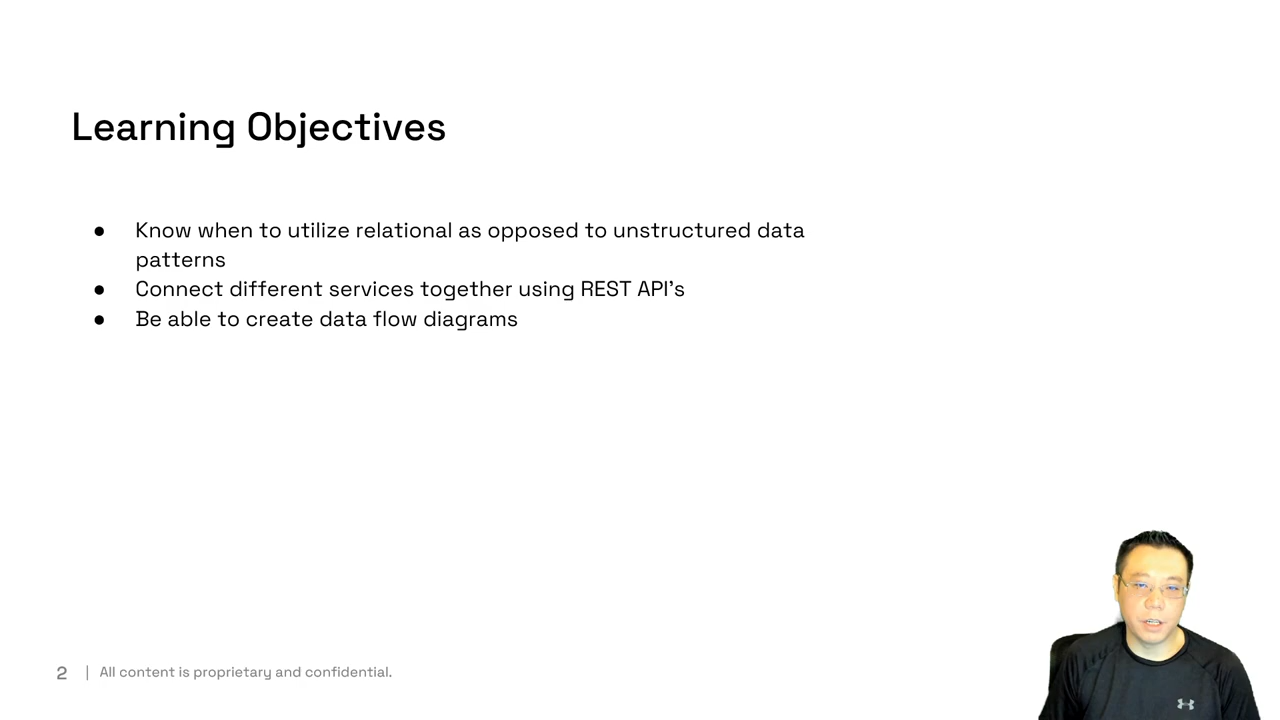 Learning Objectives
● Know when to utilize relational as opposed to unstructured data
patterns
● Connect different services together using REST API’s
● Be able to create data flow diagrams
2 | All content is proprietary and confidential.